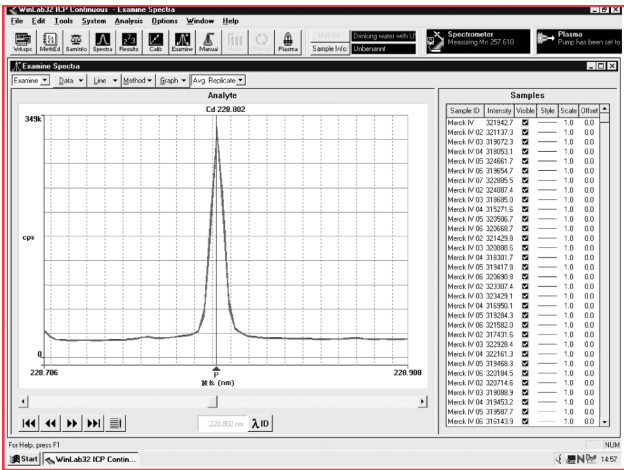 WinLab32 ICP Continuous - Examine Spectra
File Edit Tools System Analysis Options Window Help
Wrkspc MethEd SamInfo Spectra Results Calib Examine Manual Plasma
Drinking water with US
Sample Info: Unbenannt
Spectrometer
Measuring Mn 257.610
Plasma
Pump has been set to
Examine Spectra
Examine Data Line Method Graph Avg. Replicate
Analyte
Cd 228.802
349k
cps
0
228.706
P
228.908
波长 (nm)
228.802 nm
λ ID
Samples
Sample ID Intensity Visible Style Scale Offset
Merck IV 321942.7 1.0 0.0
Merck IV 02 321137.3 1.0 0.0
Merck IV 03 319072.3 1.0 0.0
Merck IV 04 318053.1 1.0 0.0
Merck IV 05 324661.7 1.0 0.0
Merck IV 06 319654.7 1.0 0.0
Merck IV 07 322885.5 1.0 0.0
Merck IV 02 324087.4 1.0 0.0
Merck IV 03 318685.0 1.0 0.0
Merck IV 04 315271.6 1.0 0.0
Merck IV 05 320506.7 1.0 0.0
Merck IV 06 320668.7 1.0 0.0
Merck IV 02 321429.8 1.0 0.0
Merck IV 03 320888.6 1.0 0.0
Merck IV 04 318301.7 1.0 0.0
Merck IV 05 319417.8 1.0 0.0
Merck IV 06 320690.8 1.0 0.0
Merck IV 02 323307.4 1.0 0.0
Merck IV 03 323429.1 1.0 0.0
Merck IV 04 316950.1 1.0 0.0
Merck IV 05 319284.3 1.0 0.0
Merck IV 06 321582.0 1.0 0.0
Merck IV 02 317431.6 1.0 0.0
Merck IV 03 322928.4 1.0 0.0
Merck IV 04 322161.3 1.0 0.0
Merck IV 05 319468.3 1.0 0.0
Merck IV 06 320184.5 1.0 0.0
Merck IV 02 320714.6 1.0 0.0
Merck IV 03 319088.9 1.0 0.0
Merck IV 04 319453.2 1.0 0.0
Merck IV 05 319587.7 1.0 0.0
Merck IV 06 316143.9 1.0 0.0
For Help, press F1
NUM
Start WinLab32 ICP Contin...
14:57